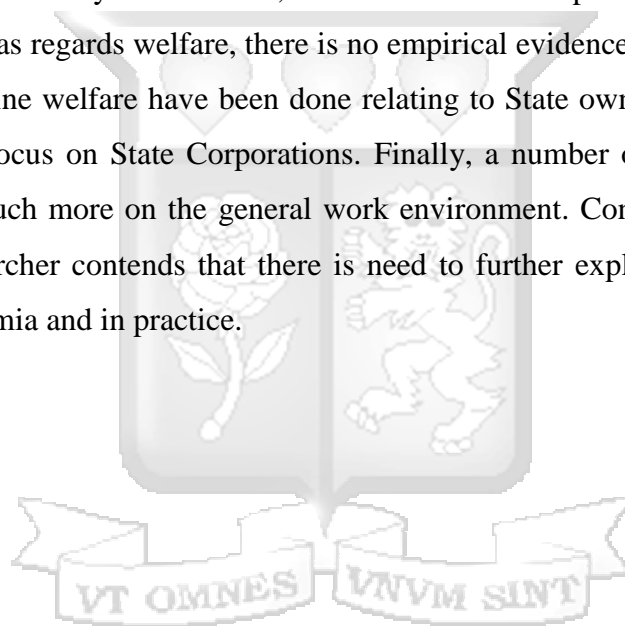 as regards welfare, there is no empirical evidence
ine welfare have been done relating to State own
ocus on State Corporations. Finally, a number o
uch more on the general work environment. Con
rcher contends that there is need to further expl
mia and in practice.
VT OMNES VNVM SINT